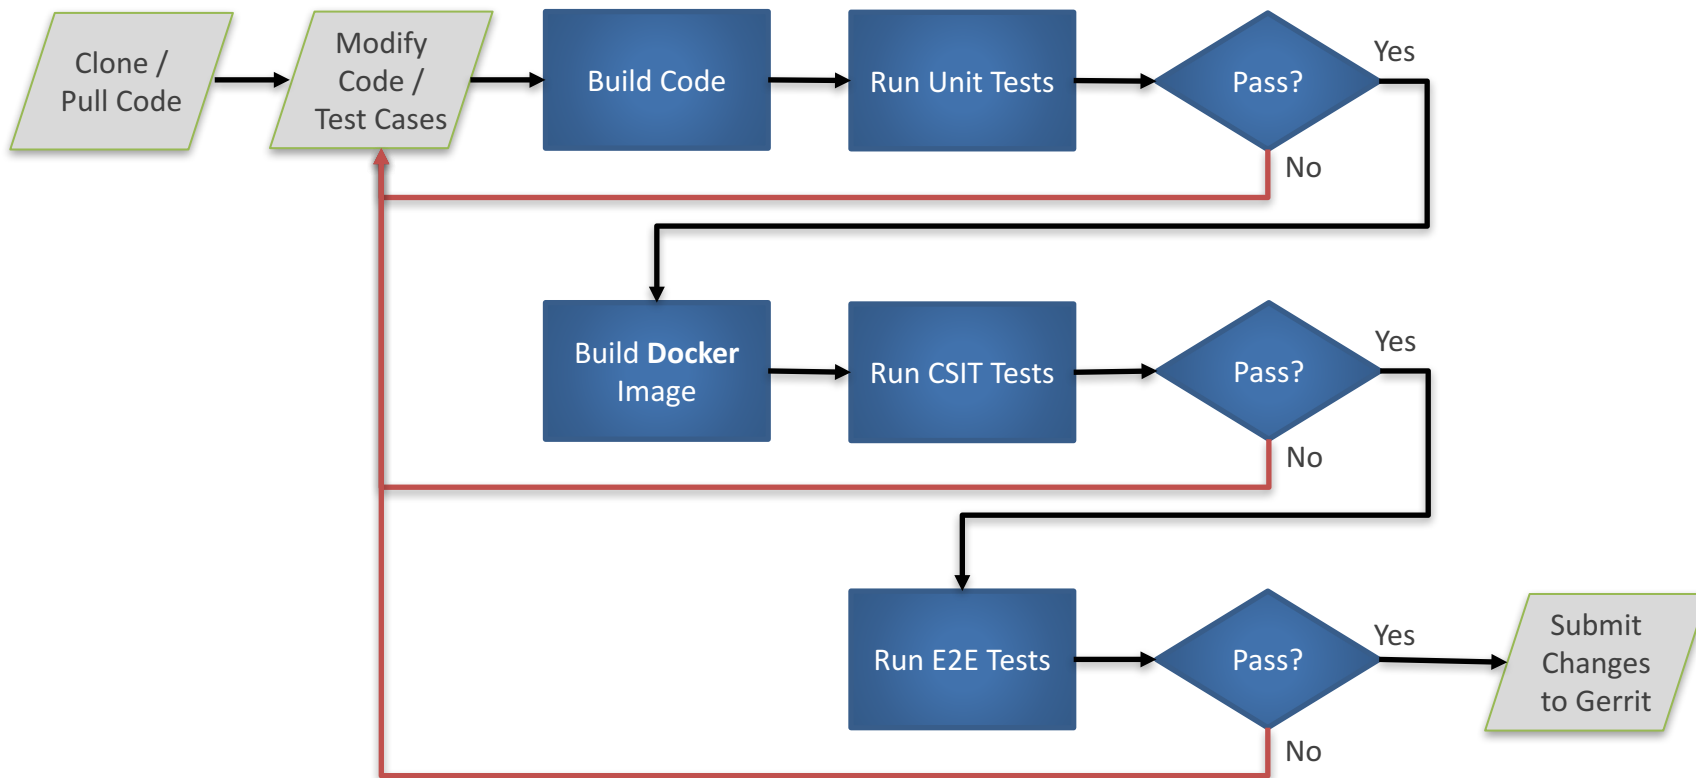 Clone /
Pull Code
Modify
Code /
Test Cases
Build Code
Run Unit Tests
Pass?
Yes
No
Build Docker
Image
Run CSIT Tests
Pass?
Yes
No
Run E2E Tests
Pass?
Yes
No
Submit
Changes
to Gerrit